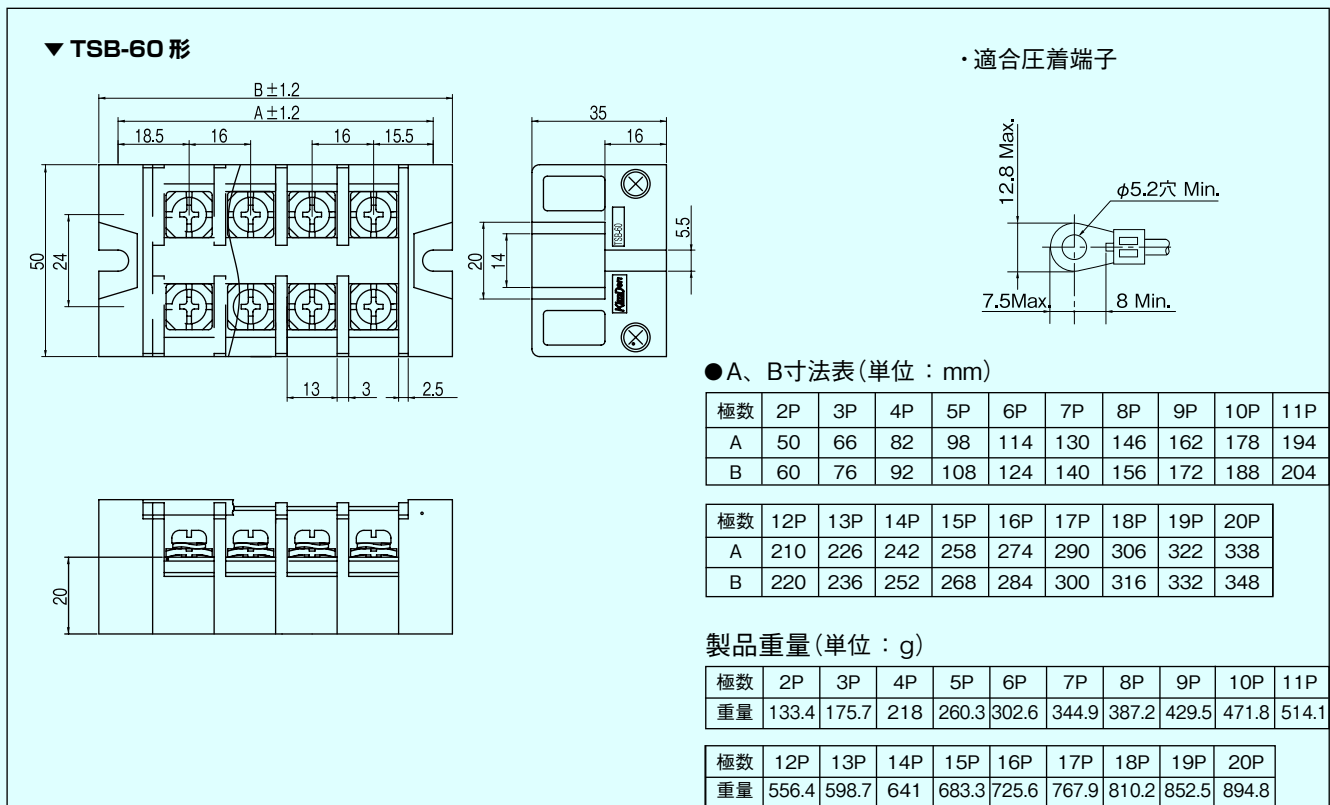 ▼ TSB-60 形
・適合圧着端子
B±1.2
A±1.2
18.5 16 16 15.5
50
24
13 3 2.5
35
16
TSB-60
20
14
5.5
KasuDen
12.8 Max.
φ5.2穴 Min.
7.5Max. 8 Min.
20
●A、B寸法表(単位：mm)
極数 2P 3P 4P 5P 6P 7P 8P 9P 10P 11P
A 50 66 82 98 114 130 146 162 178 194
B 60 76 92 108 124 140 156 172 188 204
極数 12P 13P 14P 15P 16P 17P 18P 19P 20P
A 210 226 242 258 274 290 306 322 338
B 220 236 252 268 284 300 316 332 348
製品重量(単位：g)
極数 2P 3P 4P 5P 6P 7P 8P 9P 10P 11P
重量 133.4 175.7 218 260.3 302.6 344.9 387.2 429.5 471.8 514.1
極数 12P 13P 14P 15P 16P 17P 18P 19P 20P
重量 556.4 598.7 641 683.3 725.6 767.9 810.2 852.5 894.8